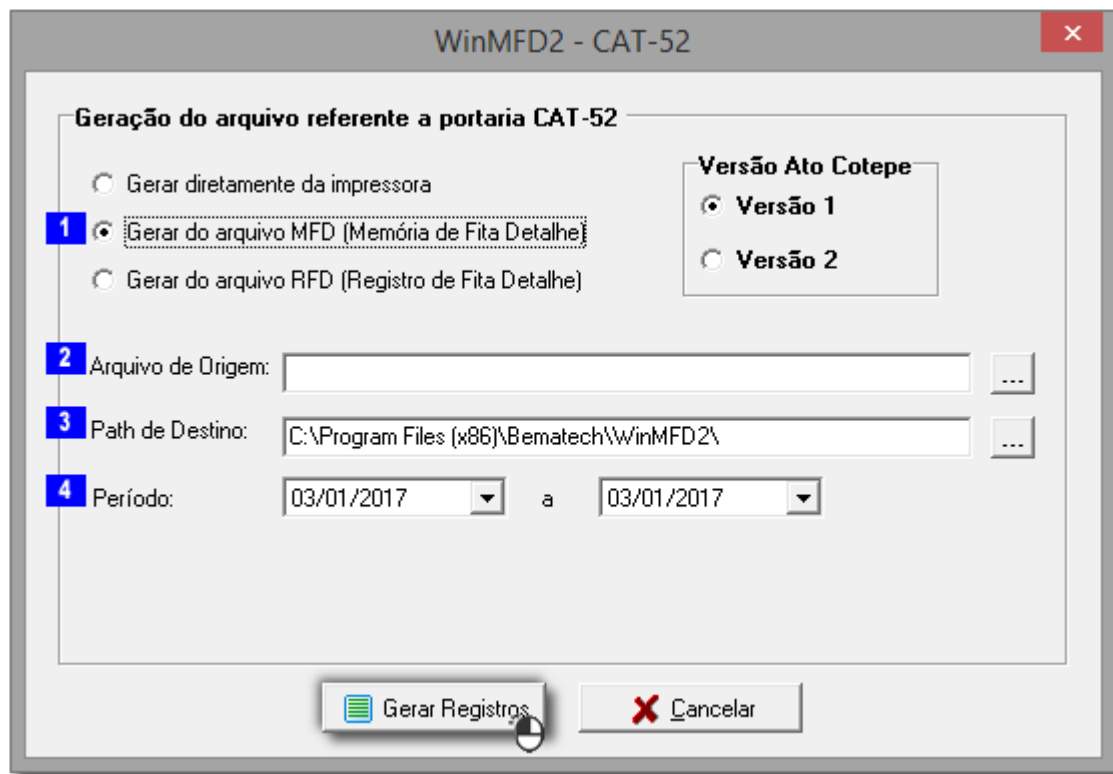 WinMFD2 - CAT-52
Geração do arquivo referente a portaria CAT-52
Gerar diretamente da impressora
1 Gerar do arquivo MFD (Memória de Fita Detalhe)
Gerar do arquivo RFD (Registro de Fita Detalhe)
Versão Ato Cotepe
Versão 1
Versão 2
2 Arquivo de Origem: ...
3 Path de Destino: C:\Program Files (x86)\Bematech\WinMFD2\ ...
4 Período: 03/01/2017 a 03/01/2017
Gerar Registros Cancelar